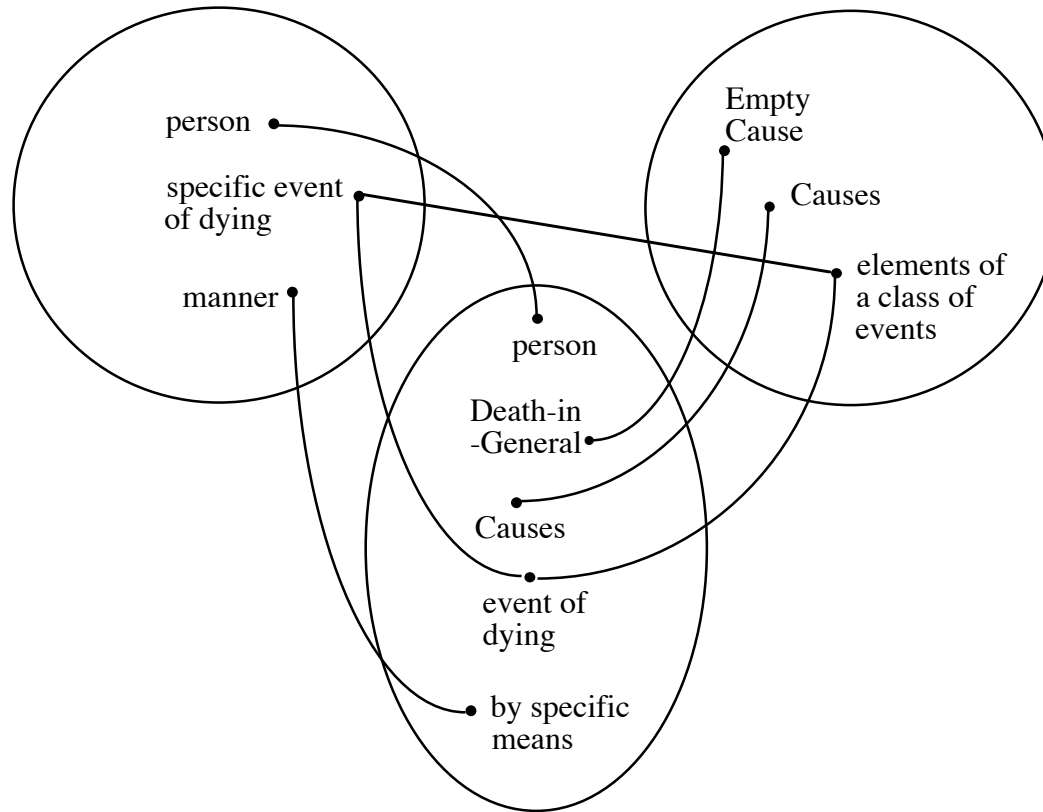 person
specific event
of dying
manner
Empty
Cause
Causes
elements of
a class of
events
person
Death-in
-General
Causes
event of
dying
by specific
means